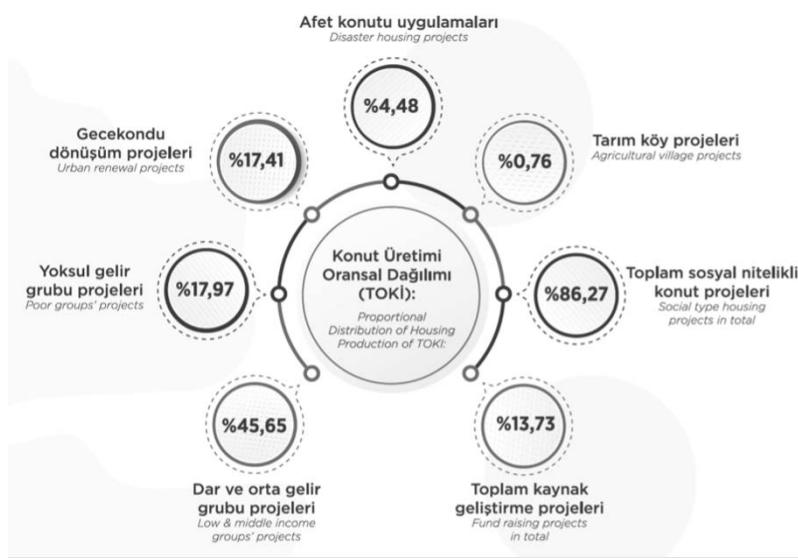 Afet konutu uygulamaları
Disaster housing projects
%4,48
Gecekondu
dönüşüm projeleri
Urban renewal projects
%17,41
Tarım köy projeleri
Agricultural village projects
%0,76
Yoksul gelir
grubu projeleri
Poor groups' projects
%17,97
Konut Üretimi
Oransal Dağılımı
(TOKİ):
Proportional
Distribution of Housing
Production of TOKI:
%86,27
Toplam sosyal nitelikli
konut projeleri
Social type housing
projects in total
%45,65
Dar ve orta gelir
grubu projeleri
Low & middle income
groups' projects
%13,73
Toplam kaynak
geliştirme projeleri
Fund raising projects
in total